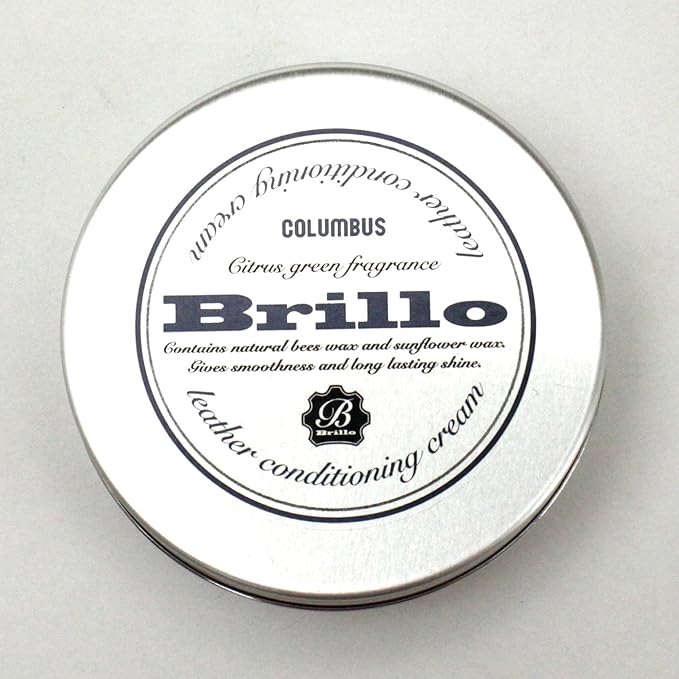 leather conditioning cream
COLUMBUS
Citrus green fragrance
Brillo
Contains natural bees wax and sunflower wax.
Gives smoothness and long lasting shine.
B
Brillo
leather conditioning cream